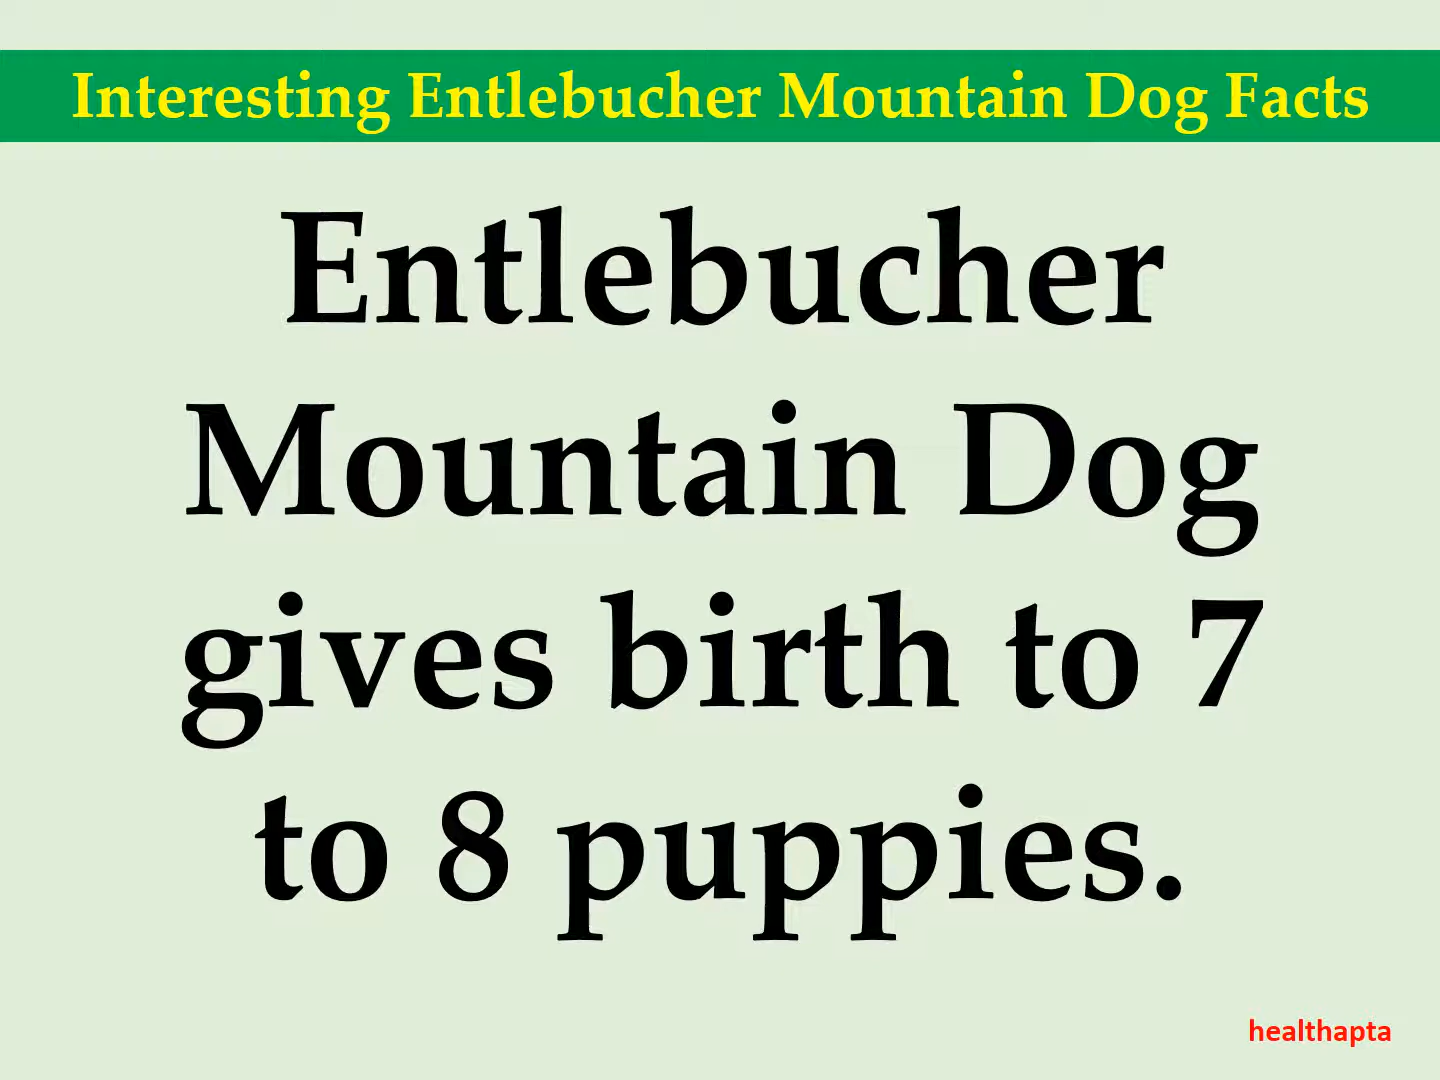 Interesting Entlebucher Mountain Dog Facts
Entlebucher
Mountain Dog
gives birth to 7
to 8 puppies.
healthapta